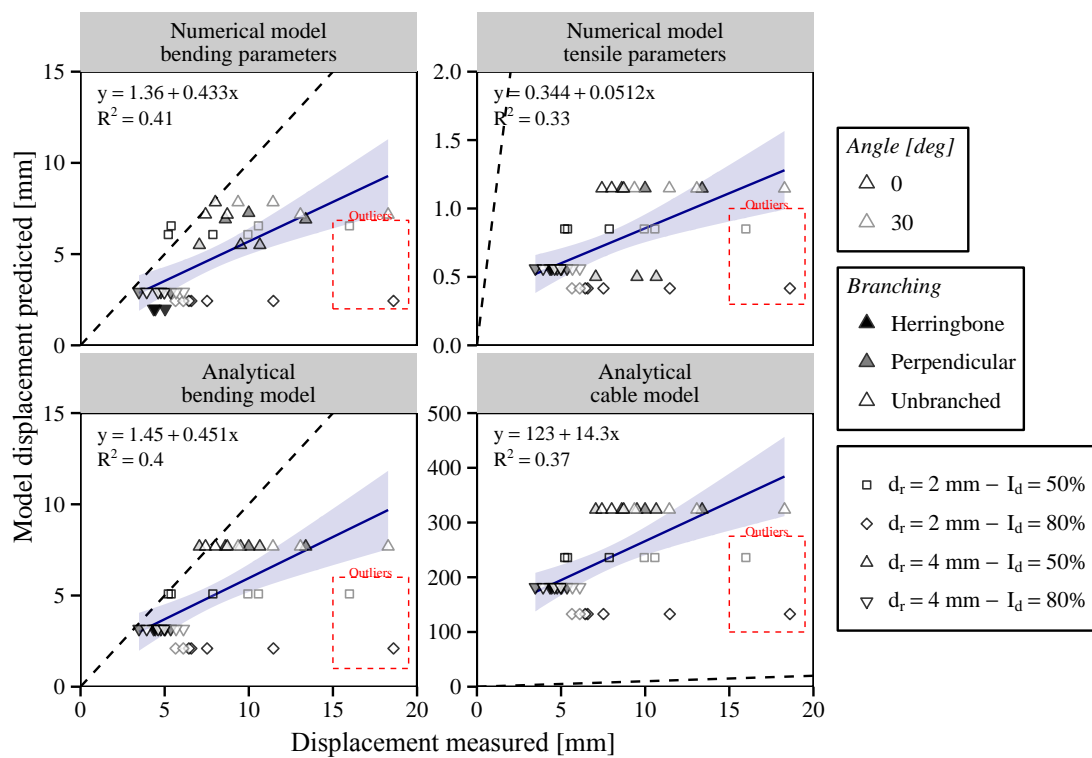 Numerical model
bending parameters
Numerical model
tensile parameters
15
10
5
0
y = 1.36 + 0.433x
R² = 0.41
Outliers
2.0
1.5
1.0
0.5
0.0
y = 0.344 + 0.0512x
R² = 0.33
Outliers
Analytical
bending model
Analytical
cable model
15
10
5
0
y = 1.45 + 0.451x
R² = 0.4
Outliers
0
5
10
15
20
500
400
300
200
100
0
y = 123 + 14.3x
R² = 0.37
Outliers
0
5
10
15
20
Model displacement predicted [mm]
Displacement measured [mm]
Angle [deg]
0
30
Branching
Herringbone
Perpendicular
Unbranched
dᵣ = 2 mm − I_d = 50%
dᵣ = 2 mm − I_d = 80%
dᵣ = 4 mm − I_d = 50%
dᵣ = 4 mm − I_d = 80%